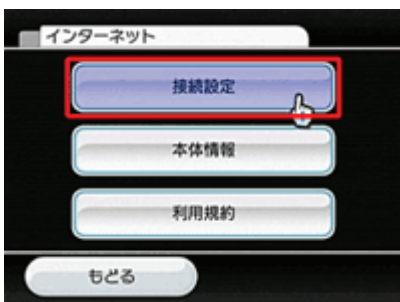 インターネット
接続設定
本体情報
利用規約
もどる